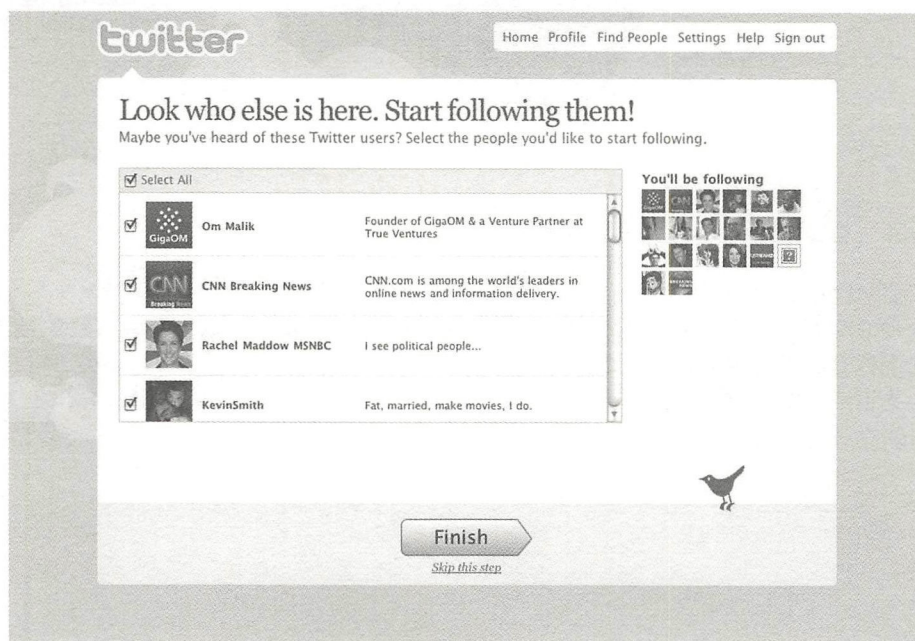 twitter
Home Profile Find People Settings Help Sign out
Look who else is here. Start following them!
Maybe you've heard of these Twitter users? Select the people you'd like to start following.
Select All
GigaOM
Om Malik
Founder of GigaOM & a Venture Partner at
True Ventures
CNN
Breaking News
CNN Breaking News
CNN.com is among the world's leaders in
online news and information delivery.
Rachel Maddow MSNBC
I see political people...
KevinSmith
Fat, married, make movies, I do.
You'll be following
GigaOM
CNN
Finish
Skip this step